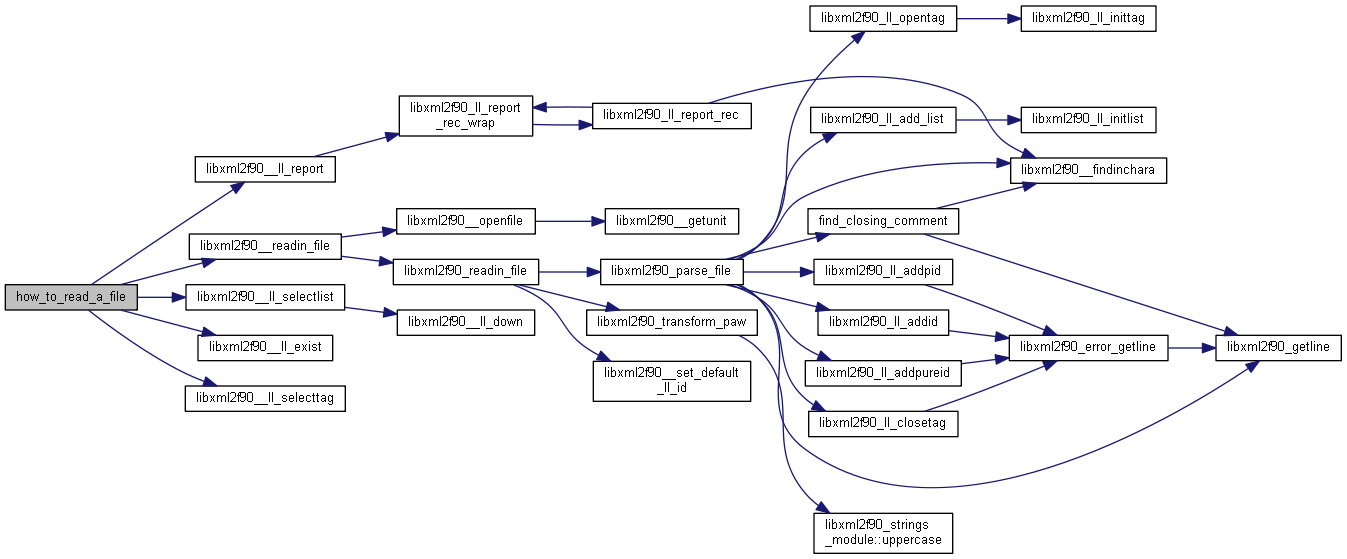 how_to_read_a_file
libxml2f90__ll_report
libxml2f90__readin_file
libxml2f90__ll_selectlist
libxml2f90__ll_exist
libxml2f90__ll_selecttag
libxml2f90_ll_report
_rec_wrap
libxml2f90__openfile
libxml2f90_readin_file
libxml2f90__ll_down
libxml2f90_ll_report_rec
libxml2f90__getunit
libxml2f90_parse_file
libxml2f90_transform_paw
libxml2f90__set_default
_ll_id
libxml2f90_ll_opentag
libxml2f90_ll_add_list
find_closing_comment
libxml2f90_ll_addpid
libxml2f90_ll_addid
libxml2f90_ll_addpureid
libxml2f90_ll_closetag
libxml2f90_strings
_module::uppercase
libxml2f90_ll_inittag
libxml2f90_ll_initlist
libxml2f90__findinchara
libxml2f90_error_getline
libxml2f90_getline